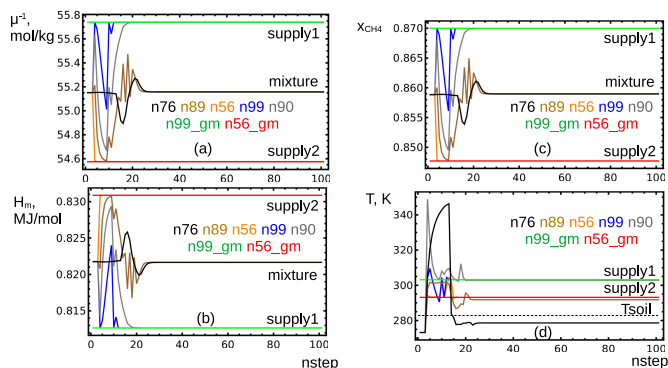 μ⁻¹,
mol/kg
55.8
55.6
55.4
55.2
55.0
54.8
54.6
supply1
mixture
n76 n89 n56 n99 n90
n99_gm n56_gm
(a)
supply2
0 20 40 60 80 100
x_CH4
0.870
0.865
0.860
0.855
0.850
supply1
mixture
n76 n89 n56 n99 n90
n99_gm n56_gm
(c)
supply2
0 20 40 60 80 100
H_m,
MJ/mol
0.830
0.825
0.820
0.815
supply2
n76 n89 n56 n99 n90
n99_gm n56_gm
mixture
(b)
supply1
0 20 40 60 80 100
nstep
T, K
340
320
300
280
n76 n89 n56 n99 n90
n99_gm n56_gm
supply1
supply2
Tsoil
(d)
0 20 40 60 80 100
nstep